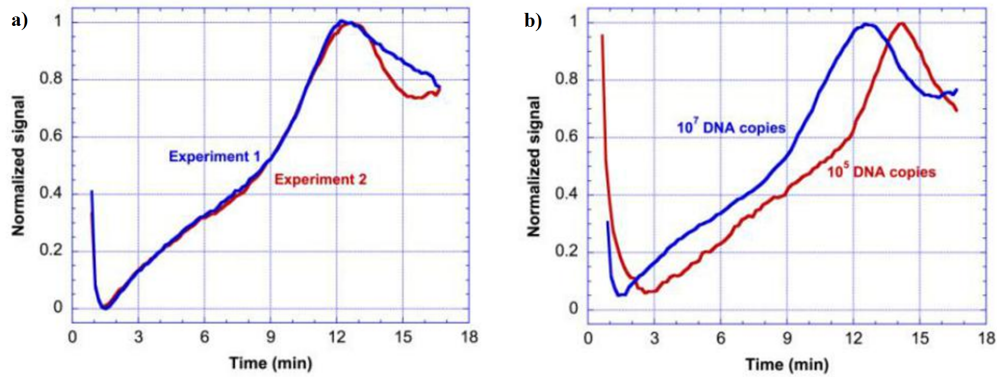 a)
Normalized signal
1
0.8
0.6
0.4
0.2
0
Experiment 1
Experiment 2
0 3 6 9 12 15 18
Time (min)
b)
Normalized signal
1
0.8
0.6
0.4
0.2
0
10⁷ DNA copies
10⁵ DNA copies
0 3 6 9 12 15 18
Time (min)